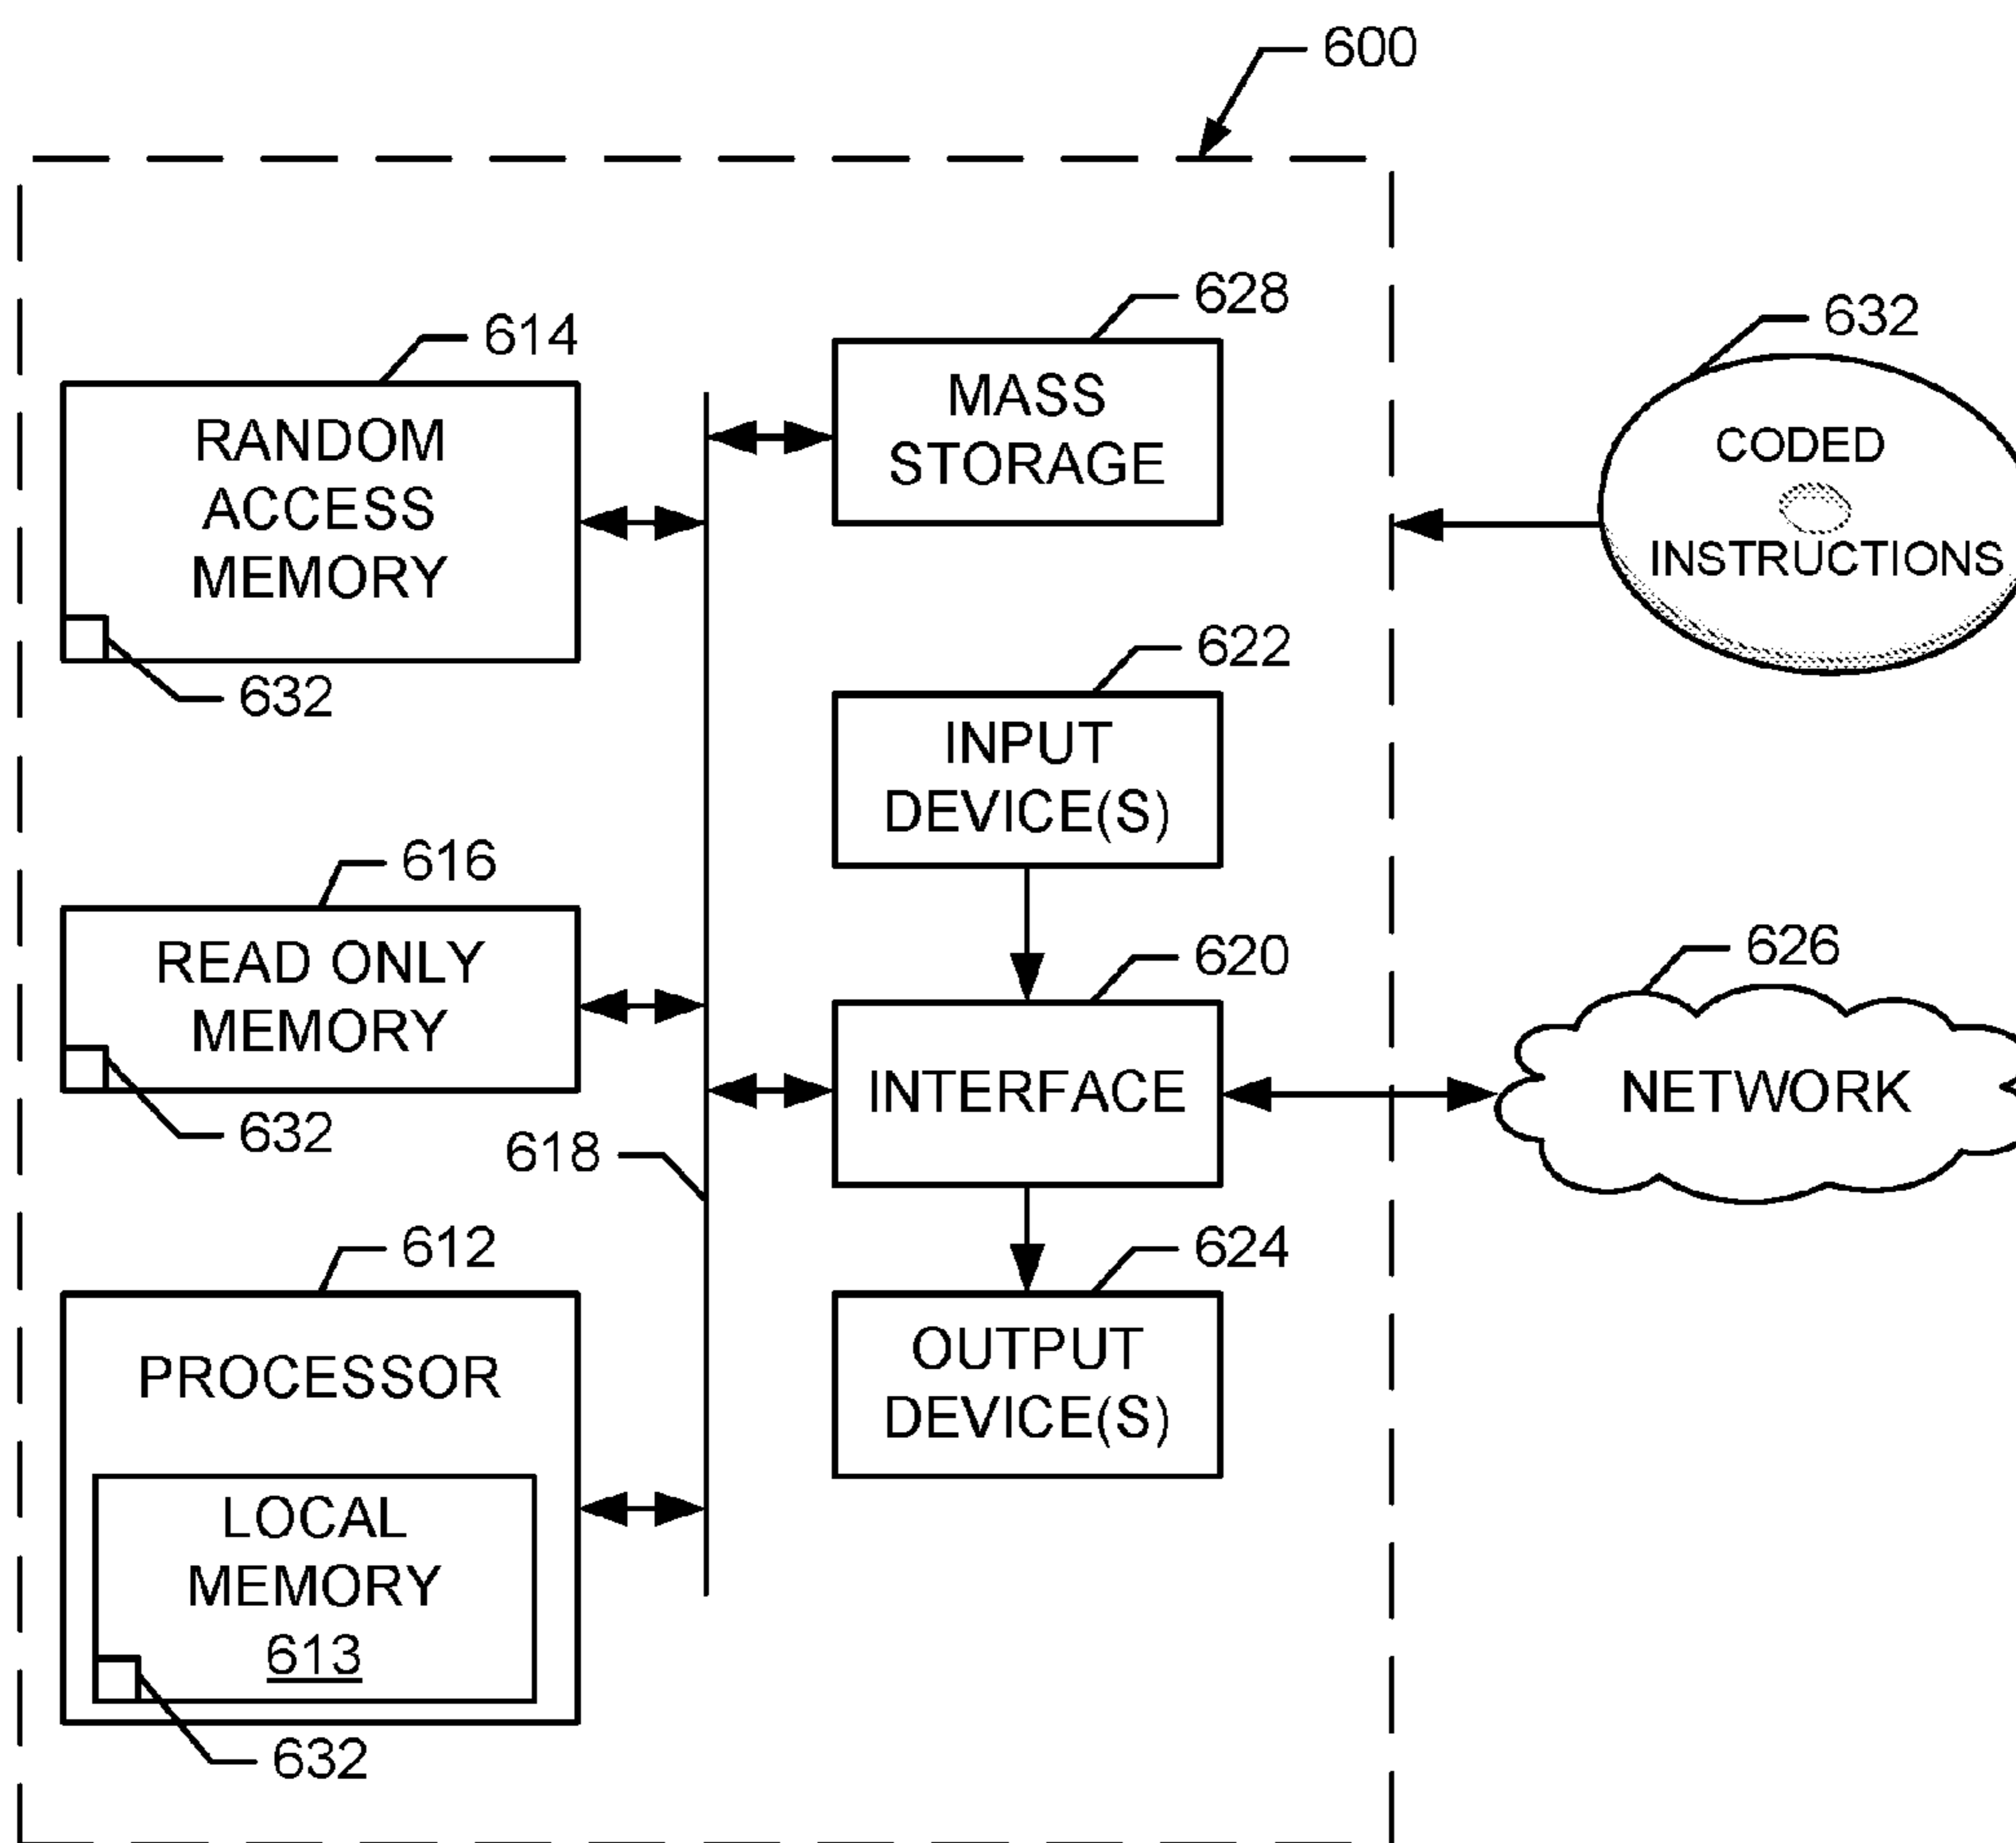 600
628
MASS
STORAGE
614
RANDOM
ACCESS
MEMORY
632
632
CODED
INSTRUCTIONS
622
INPUT
DEVICE(S)
616
READ ONLY
MEMORY
632
620
INTERFACE
626
NETWORK
618
612
PROCESSOR
LOCAL
MEMORY
613
632
624
OUTPUT
DEVICE(S)